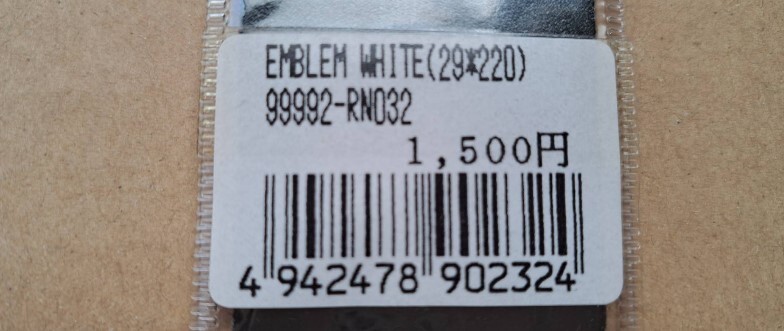 EMBLEM WHITE(29*220)
99992-RN032
1,500円
4 942478 902324